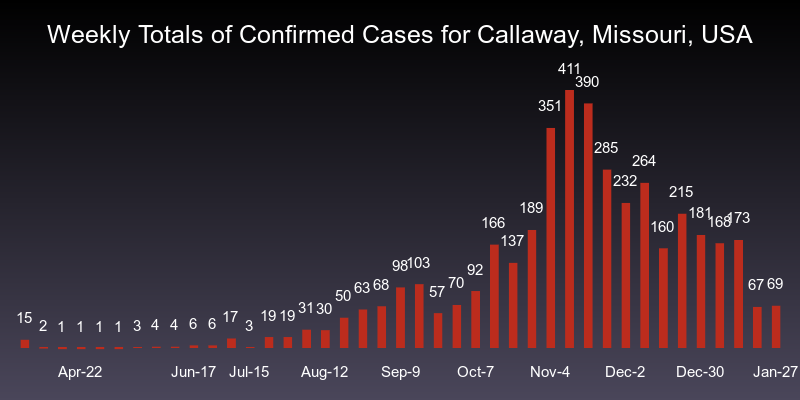 Weekly Totals of Confirmed Cases for Callaway, Missouri, USA
15 2 1 1 1 1 3 4 4 6 6 17 3 19 19 31 30 50 63 68 98 103 57 70 92 166 137 189 351 411 390 285 232 264 160 215 181 168 173 67 69
Apr-22 Jun-17 Jul-15 Aug-12 Sep-9 Oct-7 Nov-4 Dec-2 Dec-30 Jan-27